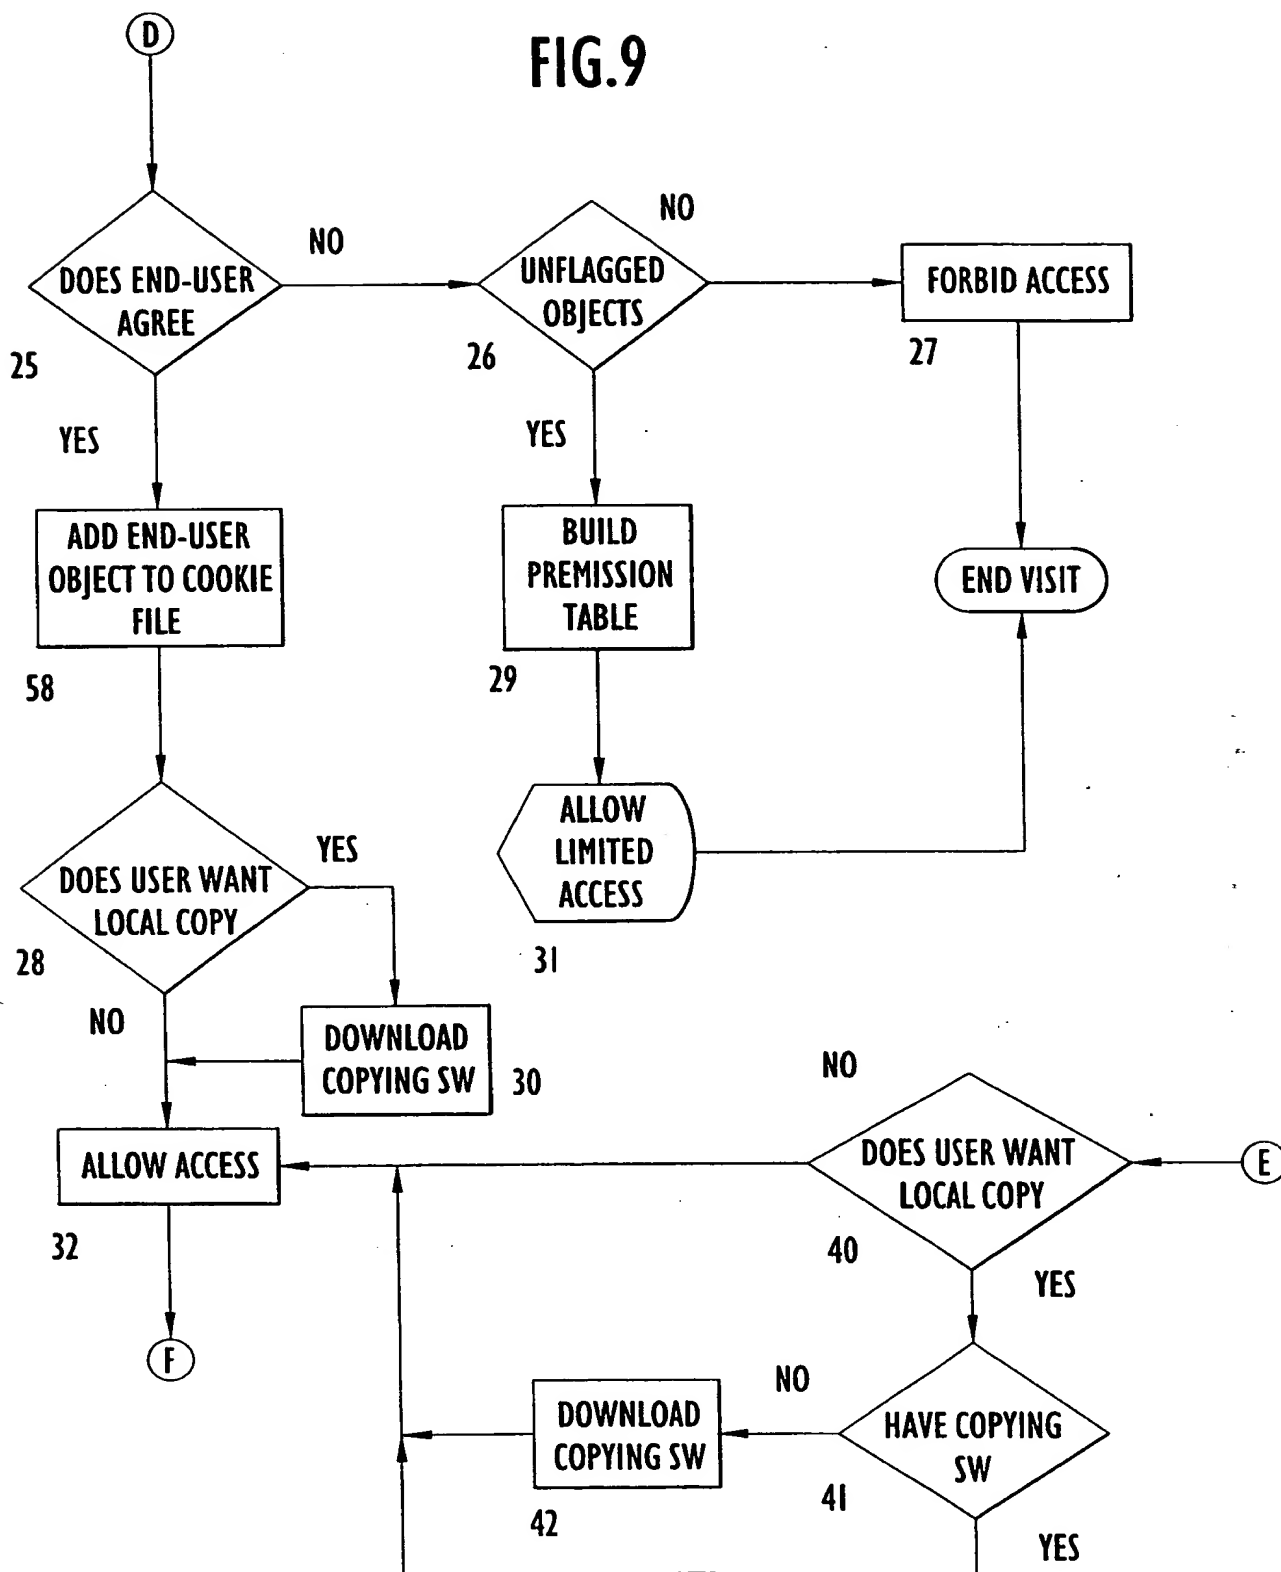 D
FIG.9
NO
NO
DOES END-USER
AGREE
UNFLAGGED
OBJECTS
FORBID ACCESS
25
26
27
YES
YES
ADD END-USER
OBJECT TO COOKIE
FILE
BUILD
PREMISSION
TABLE
END VISIT
58
29
ALLOW
LIMITED
ACCESS
YES
DOES USER WANT
LOCAL COPY
28
31
NO
DOWNLOAD
COPYING SW
30
NO
ALLOW ACCESS
DOES USER WANT
LOCAL COPY
E
32
40
YES
F
NO
DOWNLOAD
COPYING SW
HAVE COPYING
SW
42
41
YES